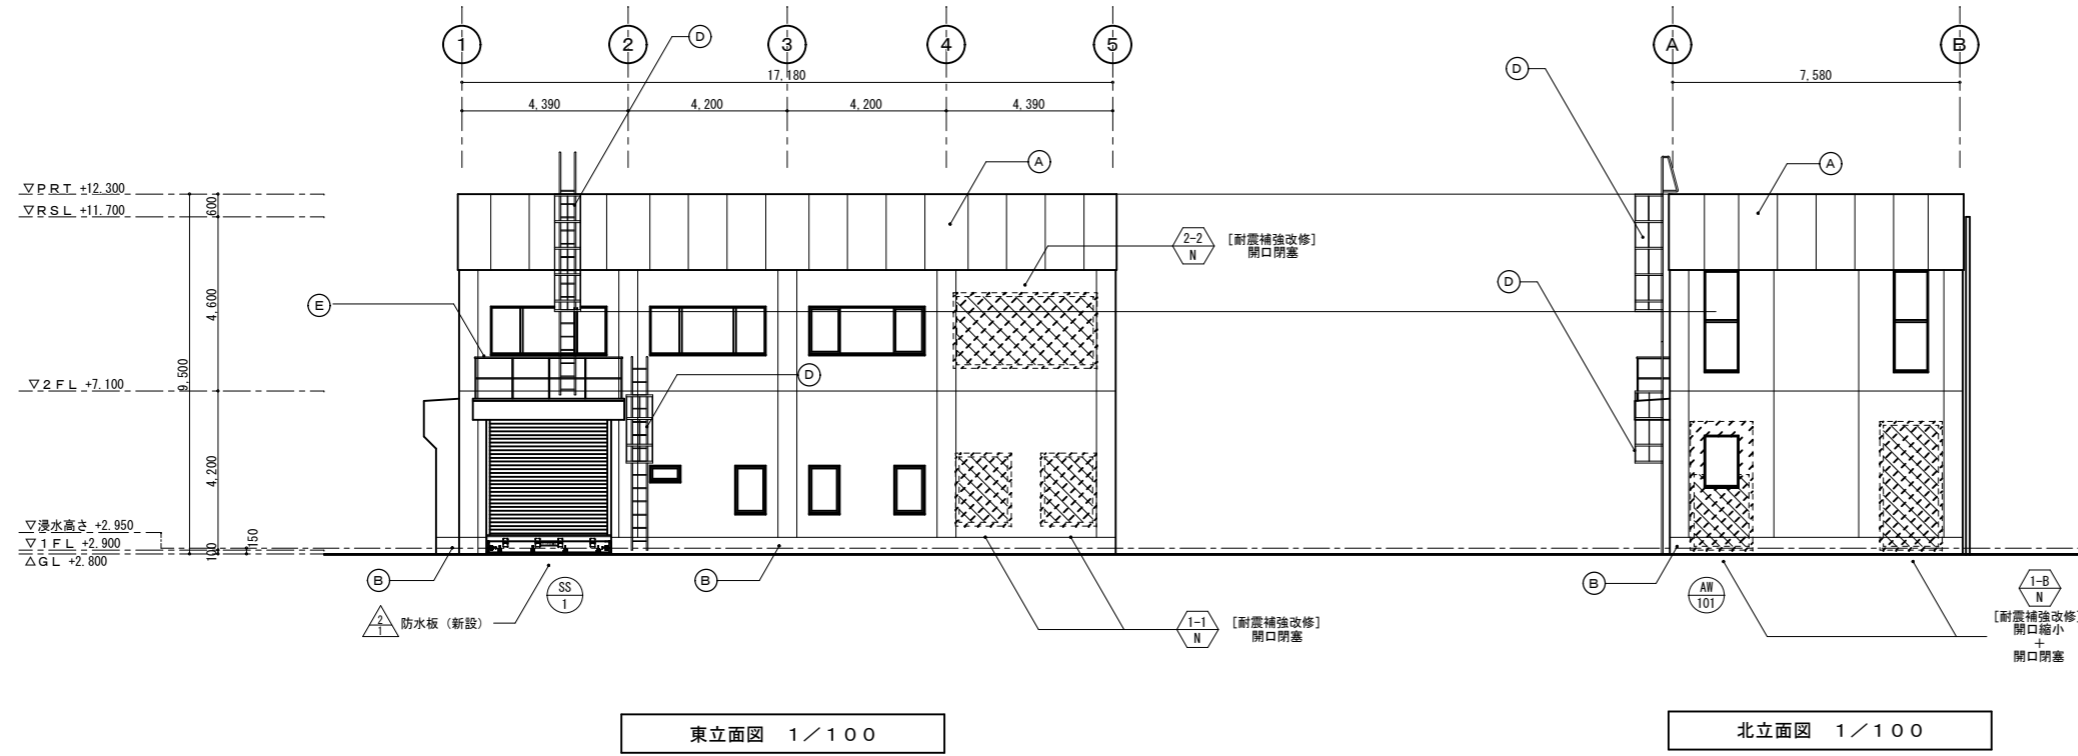 1
2
3
4
5
D
17,180
4,390
4,200
4,200
4,390
A
B
D
7,580
A
A
▽PRT +12.300
▽RSL +11.700
600
2-2
N
[耐震補強改修]
開口閉塞
D
D
E
4,600
9,500
▽2FL +7.100
D
4,200
▽浸水高さ +2.950
▽1FL +2.900
△GL +2.800
100
150
B
SS
1
B
2
1
防水板（新設）
1-1
N
[耐震補強改修]
開口閉塞
B
AW
101
1-B
N
[耐震補強改修]
開口縮小
+
開口閉塞
東立面図 1／100
北立面図 1／100